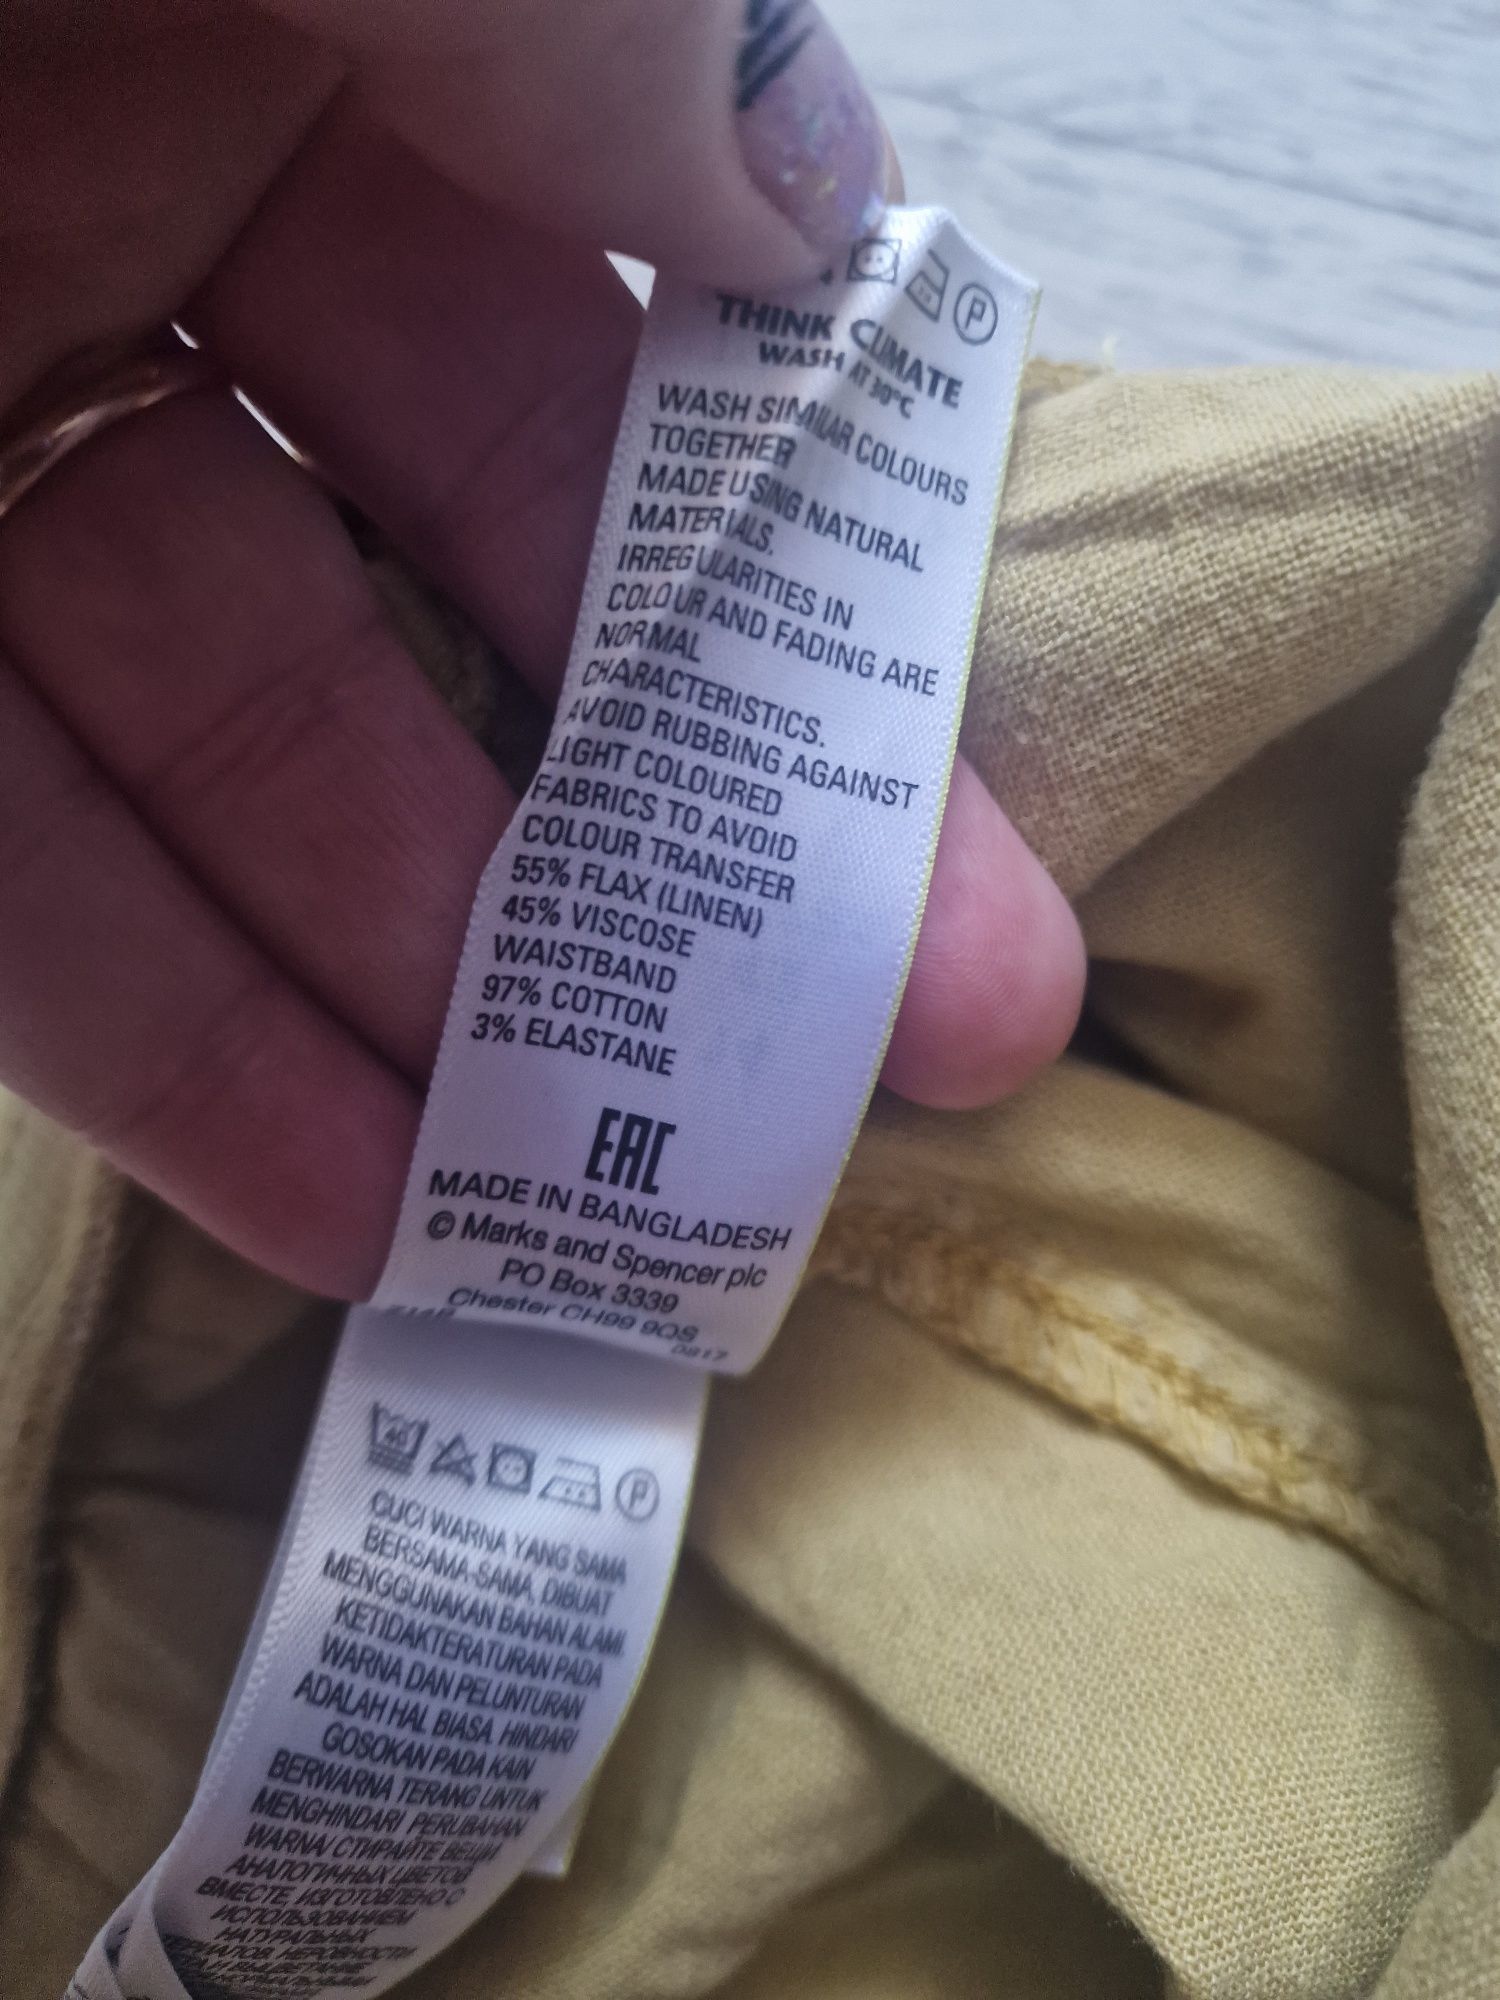 P
THINK CLIMATE
WASH AT 30°C
WASH SIMILAR COLOURS
TOGETHER
MADE USING NATURAL
MATERIALS.
IRREGULARITIES IN
COLOUR AND FADING ARE
NORMAL
CHARACTERISTICS.
AVOID RUBBING AGAINST
LIGHT COLOURED
FABRICS TO AVOID
COLOUR TRANSFER
55% FLAX (LINEN)
45% VISCOSE
WAISTBAND
97% COTTON
3% ELASTANE
EAC
MADE IN BANGLADESH
© Marks and Spencer plc
PO Box 3339
Chester CH99 9QS
0817
40 P
CUCI WARNA YANG SAMA
BERSAMA-SAMA, DIBUAT
MENGGUNAKAN BAHAN ALAMI.
KETIDAKTERATURAN PADA
WARNA DAN PELUNTURAN
ADALAH HAL BIASA. HINDARI
GOSOKAN PADA KAIN
BERWARNA TERANG UNTUK
MENGHINDARI PERUBAHAN
WARNA/ СТИРАЙТЕ ВЕЩИ
АНАЛОГИЧНЫХ ЦВЕТОВ
ВМЕСТЕ, ИЗГОТОВЛЕНО С
ИСПОЛЬЗОВАНИЕМ
НАТУРАЛЬНЫХ
НЕРОВНОСТИ